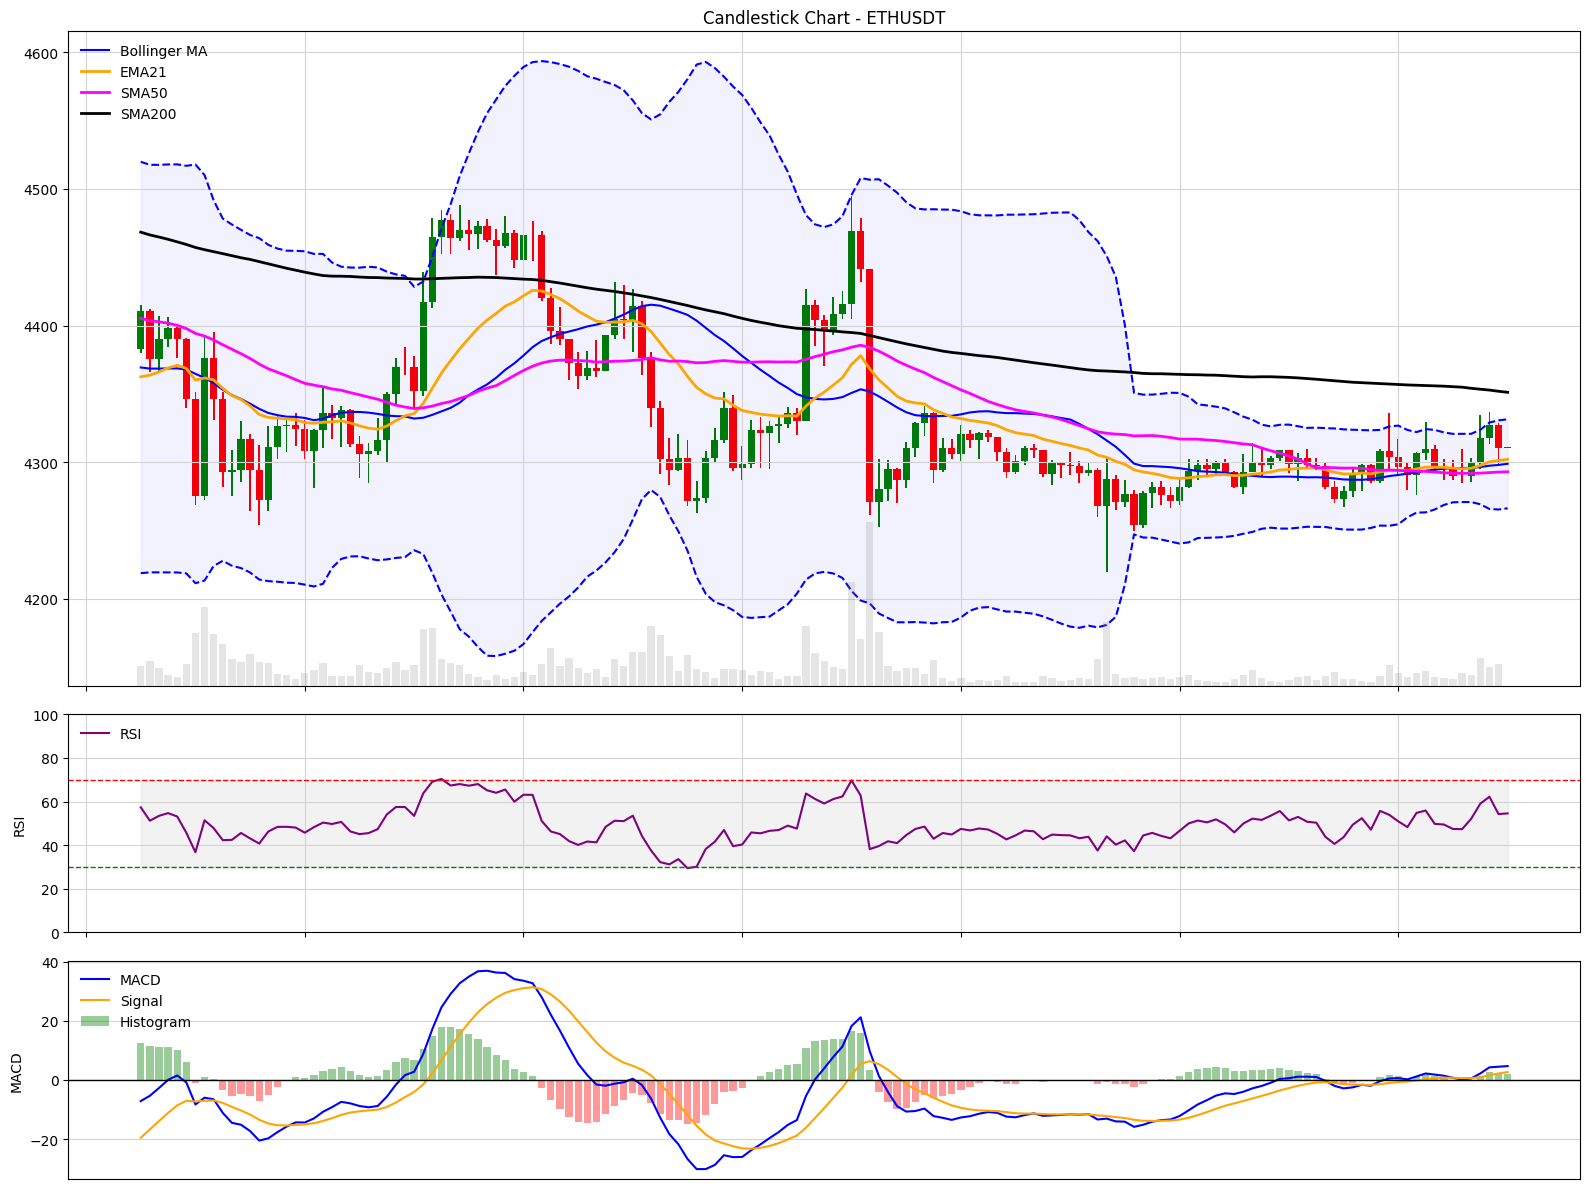 Candlestick Chart - ETHUSDT
Bollinger MA
EMA21
SMA50
SMA200
4600
4500
4400
4300
4200
RSI
RSI
100
80
60
40
20
0
MACD
Signal
Histogram
MACD
40
20
0
−20